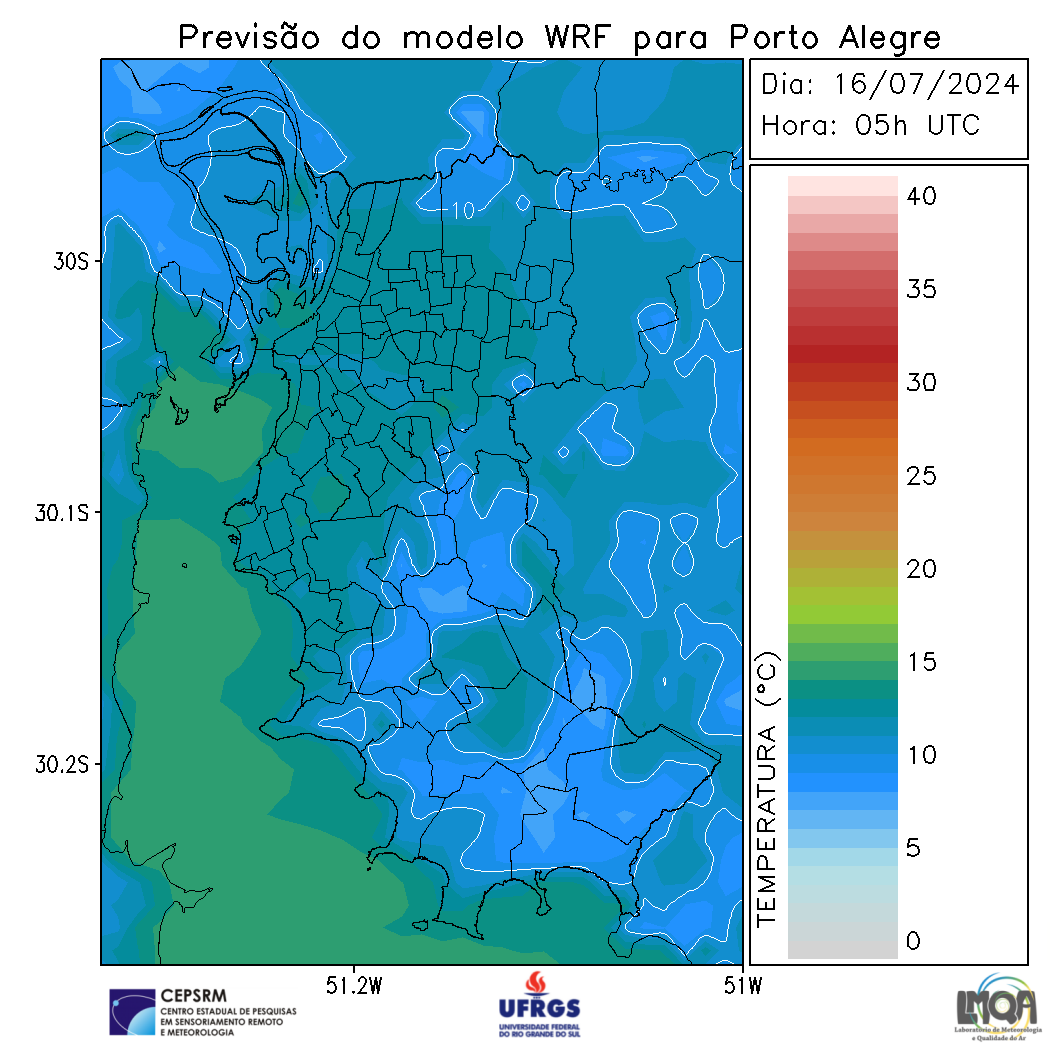 Previsão do modelo WRF para Porto Alegre
Dia: 16/07/2024
Hora: 05h UTC
40
35
30
25
20
15
10
5
0
TEMPERATURA (°C)
10
30S
30.1S
30.2S
51.2W
51W
CEPSRM
CENTRO ESTADUAL DE PESQUISAS
EM SENSORIAMENTO REMOTO
E METEOROLOGIA
UFRGS
UNIVERSIDADE FEDERAL
DO RIO GRANDE DO SUL
LMQA
Laboratório de Meteorologia
e Qualidade do Ar